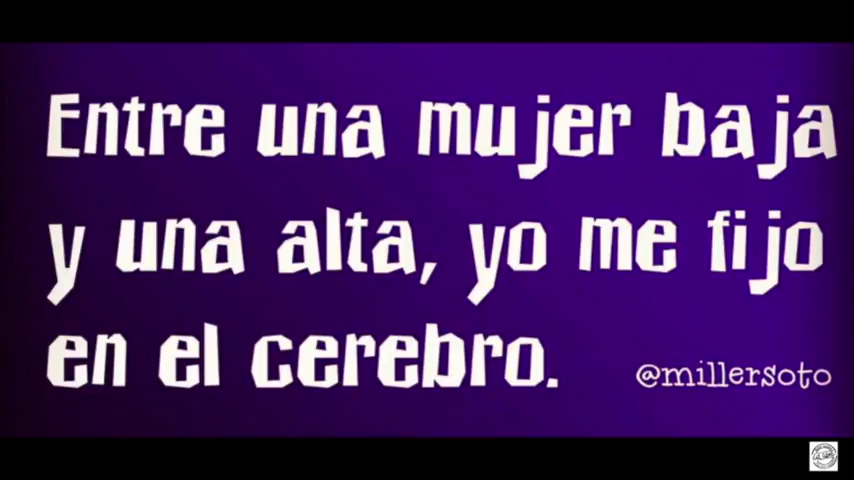 Entre una mujer baja
y una alta, yo me fijo
en el cerebro.
@millersoto